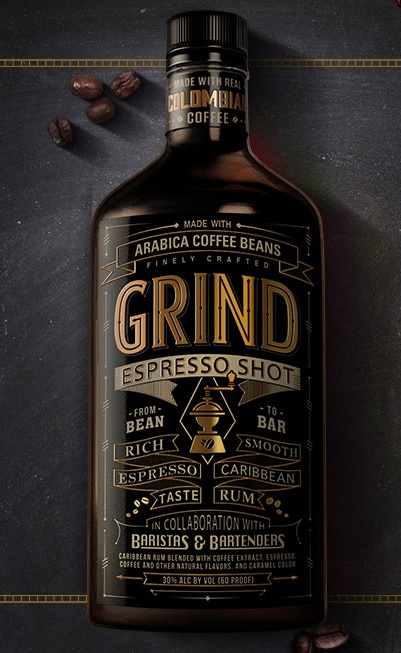 MADE WITH REAL
COLOMBIAN
COFFEE
MADE WITH
ARABICA COFFEE BEANS
FINELY CRAFTED
GRIND
ESPRESSO SHOT
-FROM- BEAN
-TO- BAR
RICH SMOOTH
ESPRESSO CARIBBEAN
TASTE RUM
IN COLLABORATION WITH
BARISTAS & BARTENDERS
CARIBBEAN RUM BLENDED WITH COFFEE EXTRACT, ESPRESSO,
COFFEE AND OTHER NATURAL FLAVORS, AND CARAMEL COLOR
30% ALC BY VOL (60 PROOF)